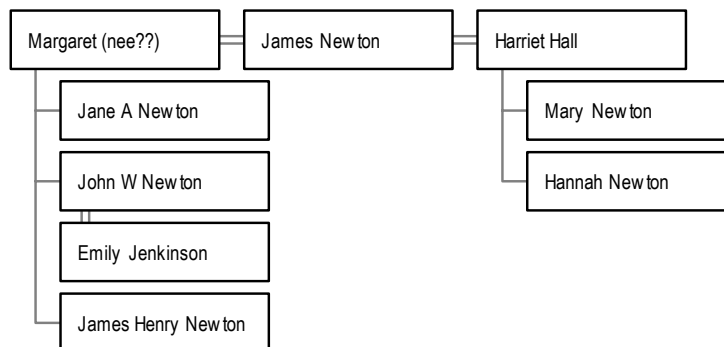 Margaret (nee??)
James Newton
Harriet Hall
Jane A Newton
Mary Newton
John W Newton
Hannah Newton
Emily Jenkinson
James Henry Newton